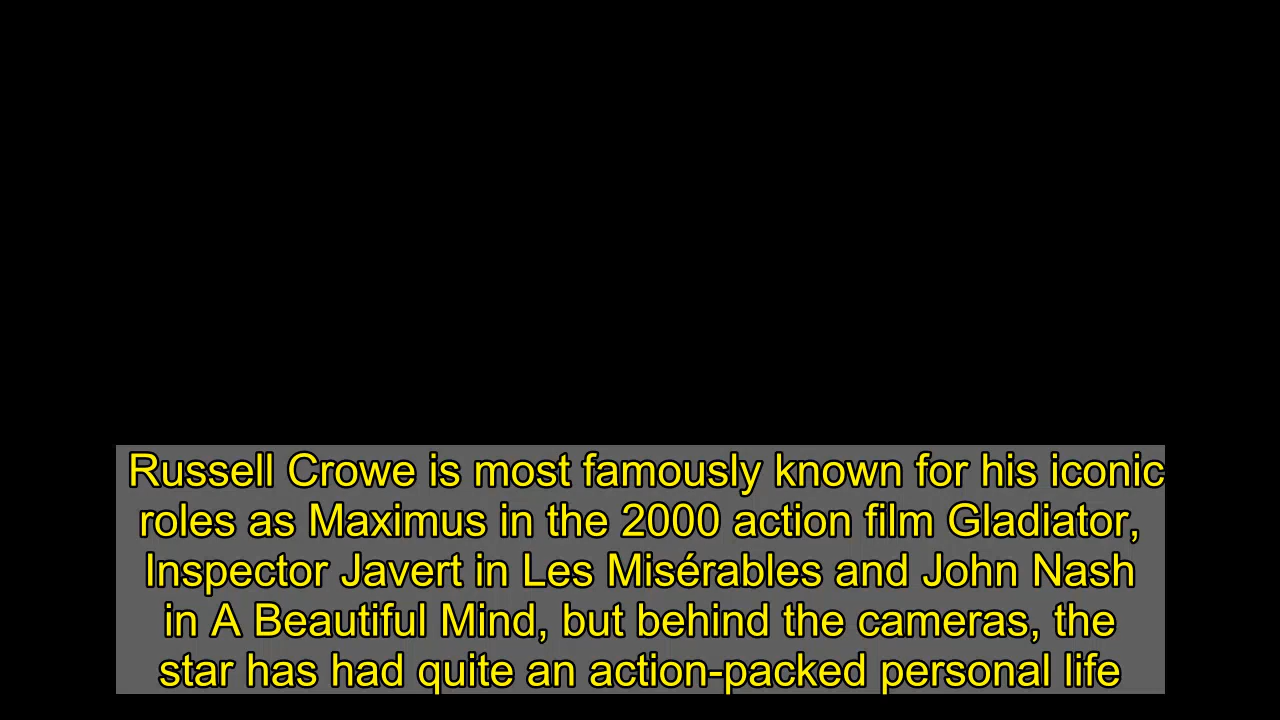 Russell Crowe is most famously known for his iconic
roles as Maximus in the 2000 action film Gladiator,
Inspector Javert in Les Misérables and John Nash
in A Beautiful Mind, but behind the cameras, the
star has had quite an action-packed personal life